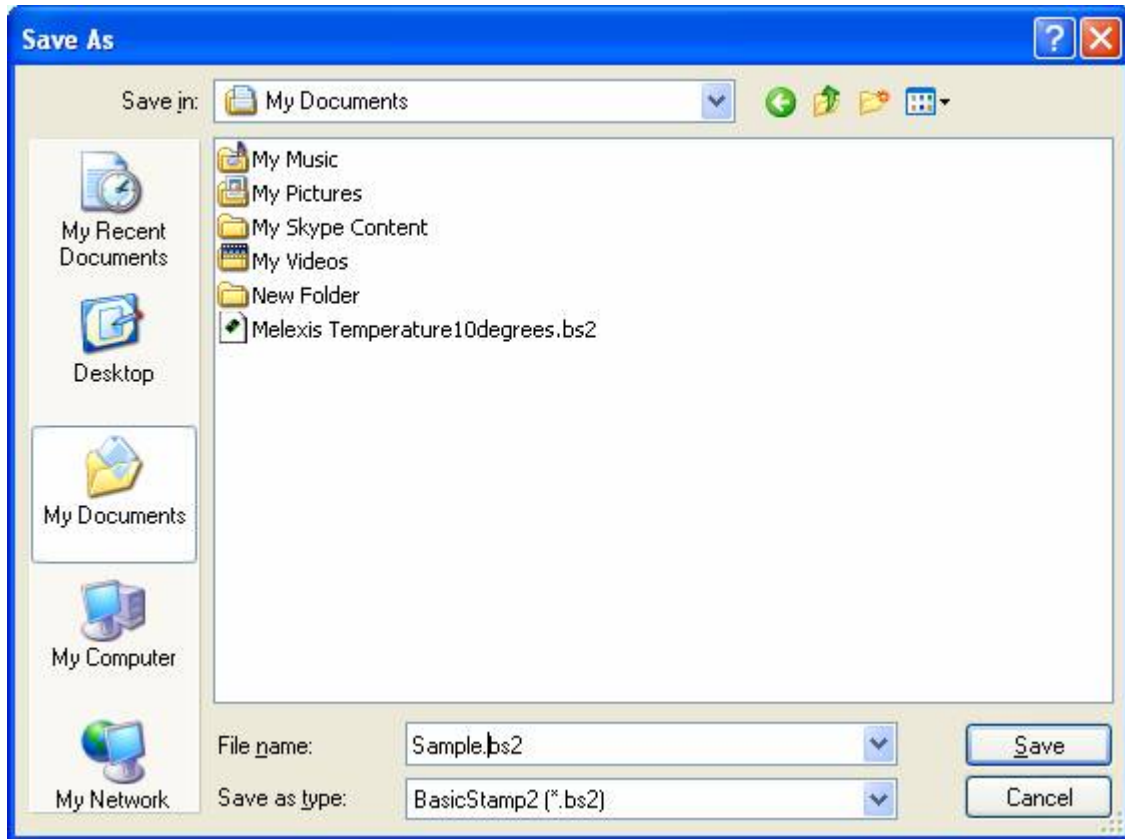 Save As
Save in:
My Documents
My Recent
Documents
Desktop
My Documents
My Computer
My Network
My Music
My Pictures
My Skype Content
My Videos
New Folder
Melexis Temperature10degrees.bs2
File name:
Sample.bs2
Save
Save as type:
BasicStamp2 (*.bs2)
Cancel